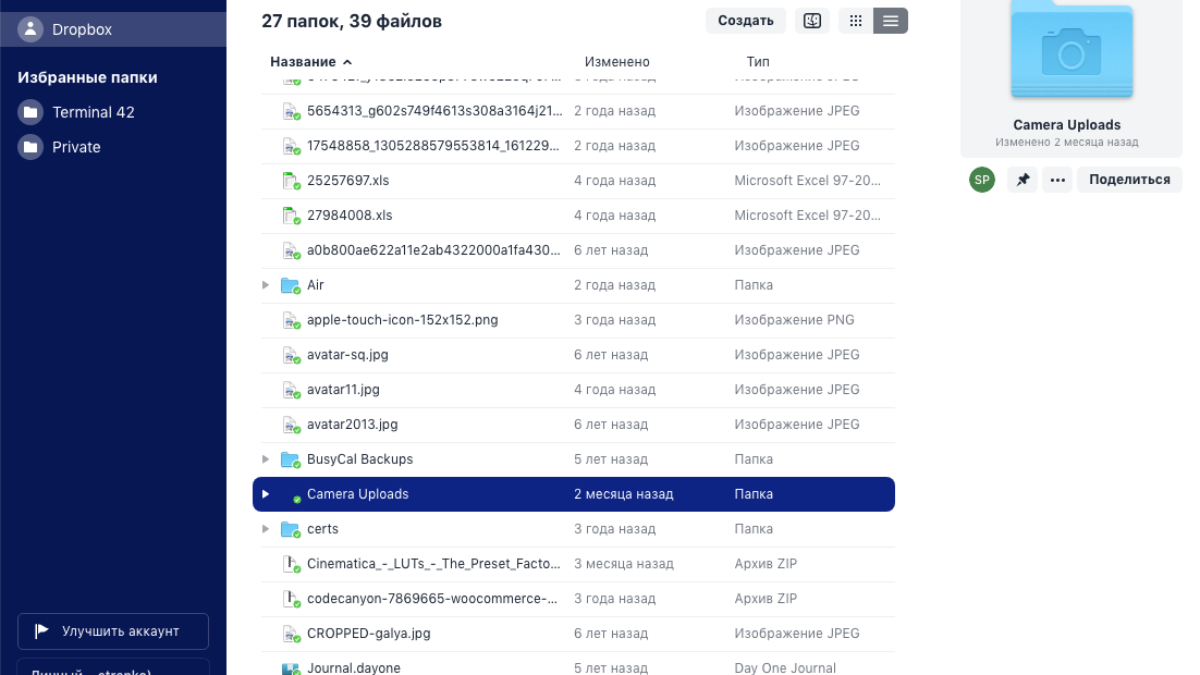 Dropbox
Избранные папки
Terminal 42
Private
Улучшить аккаунт
27 папок, 39 файлов
Создать
Название
Изменено
Тип
5654313_g602s749f4613s308a3164j21... 2 года назад Изображение JPEG
17548858_1305288579553814_161229... 2 года назад Изображение JPEG
25257697.xls 4 года назад Microsoft Excel 97-20...
27984008.xls 4 года назад Microsoft Excel 97-20...
a0b800ae622a11e2ab4322000a1fa430... 6 лет назад Изображение JPEG
Air 2 года назад Папка
apple-touch-icon-152x152.png 3 года назад Изображение PNG
avatar-sq.jpg 6 лет назад Изображение JPEG
avatar11.jpg 4 года назад Изображение JPEG
avatar2013.jpg 6 лет назад Изображение JPEG
BusyCal Backups 5 лет назад Папка
Camera Uploads 2 месяца назад Папка
certs 3 года назад Папка
Cinematica_-_LUTs_-_The_Preset_Facto... 3 месяца назад Архив ZIP
codecanyon-7869665-woocommerce-... 3 года назад Архив ZIP
CROPPED-galya.jpg 6 лет назад Изображение JPEG
Journal.dayone 5 лет назад Day One Journal
Camera Uploads
Изменено 2 месяца назад
SP
Поделиться